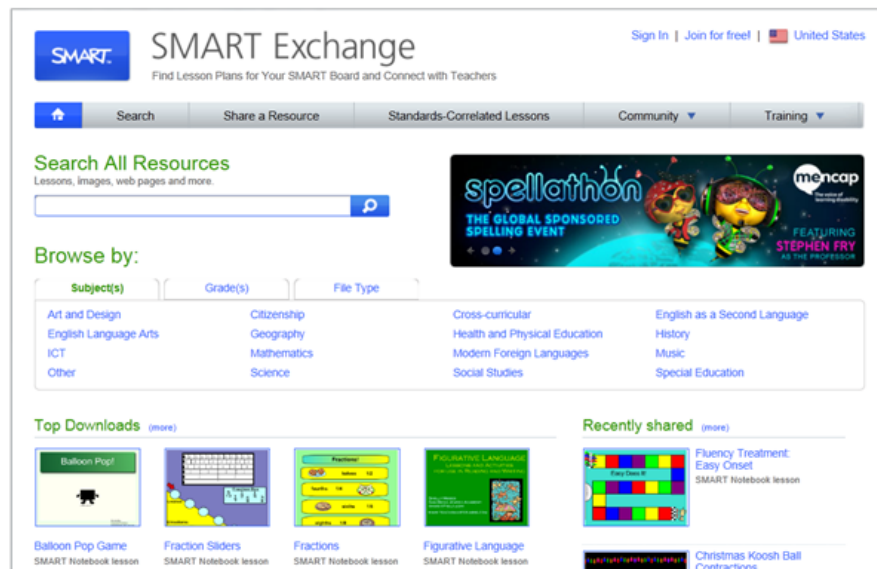 SMART
SMART Exchange
Find Lesson Plans for Your SMART Board and Connect with Teachers
Sign In | Join for free! | United States
Search
Share a Resource
Standards-Correlated Lessons
Community
Training
Search All Resources
Lessons, images, web pages and more.
spellathon
THE GLOBAL SPONSORED
SPELLING EVENT
mencap
The voice of
learning disability
FEATURING
STEPHEN FRY
AS THE PROFESSOR
Browse by:
Subject(s)
Grade(s)
File Type
Art and Design
Citizenship
Cross-curricular
English as a Second Language
English Language Arts
Geography
Health and Physical Education
History
ICT
Mathematics
Modern Foreign Languages
Music
Other
Science
Social Studies
Special Education
Top Downloads (more)
Balloon Pop!
Fractions!
FIGURATIVE LANGUAGE
Balloon Pop Game
SMART Notebook lesson
Fraction Sliders
SMART Notebook lesson
Fractions
SMART Notebook lesson
Figurative Language
SMART Notebook lesson
Recently shared (more)
Easy Does It!
Fluency Treatment:
Easy Onset
SMART Notebook lesson
Christmas Koosh Ball
Contractions